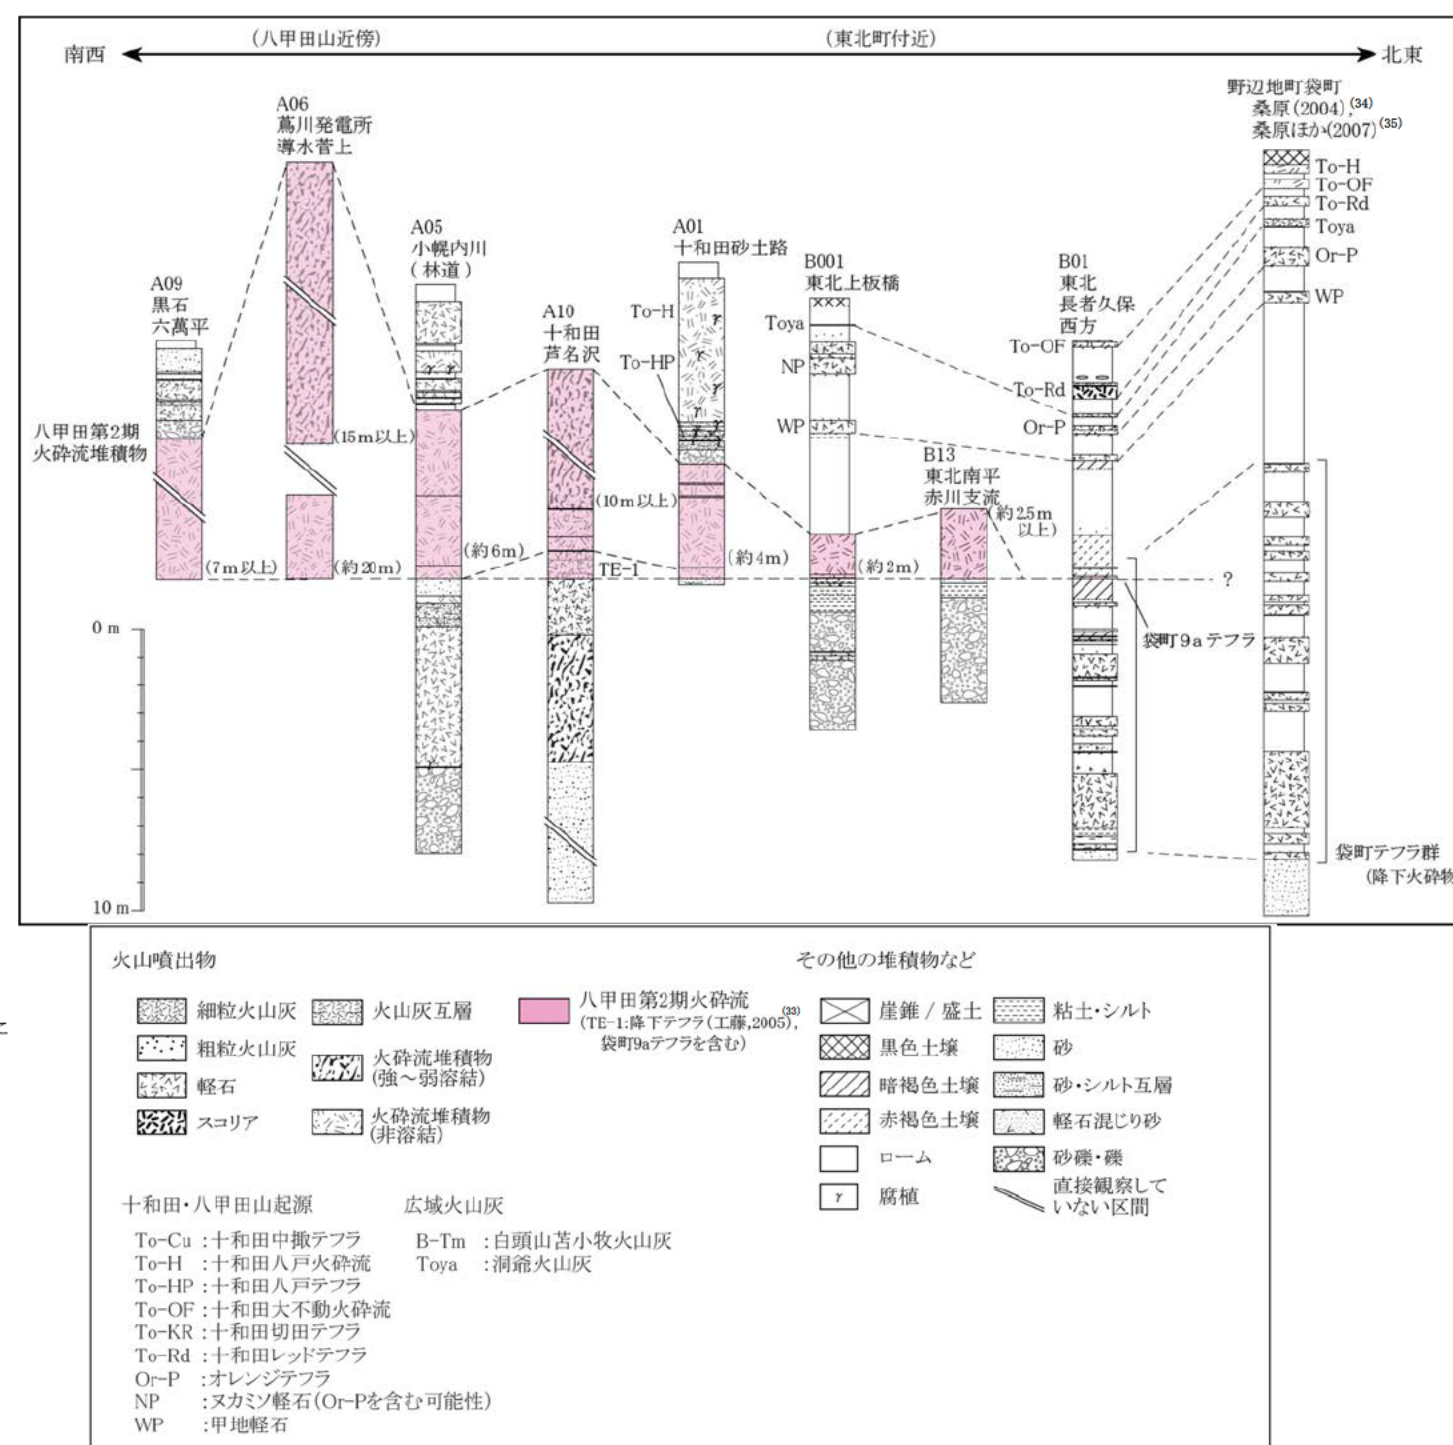 (八甲田山近傍)
(東北町付近)
南西
北東
A06
蔦川発電所
導水菅上
野辺地町袋町
桑原(2004),(34)
桑原ほか(2007)(35)
To-H
To-OF
To-Rd
Toya
Or-P
WP
A05
小幌内川
(林道)
A01
十和田砂土路
B001
東北上板橋
B01
東北
長者久保
西方
A09
黒石
六萬平
A10
十和田
芦名沢
To-H
To-HP
Toya
NP
WP
To-OF
To-Rd
Or-P
八甲田第2期
火砕流堆積物
(15m以上)
B13
東北南平
赤川支流
(10m以上)
(約2.5m
以上)
(7m以上)
(約20m)
(約6m)
TE-1
(約4m)
(約2m)
?
0 m
袋町9aテフラ
袋町テフラ群
(降下火砕物
10 m
火山噴出物
細粒火山灰
粗粒火山灰
軽石
スコリア
火山灰互層
火砕流堆積物
(強～弱溶結)
火砕流堆積物
(非溶結)
八甲田第2期火砕流
(TE-1:降下テフラ(工藤,2005)(33),
袋町9aテフラを含む)
その他の堆積物など
崖錐 / 盛土
黒色土壌
暗褐色土壌
赤褐色土壌
ローム
γ 腐植
粘土・シルト
砂
砂・シルト互層
軽石混じり砂
砂礫・礫
直接観察して
いない区間
十和田・八甲田山起源
To-Cu :十和田中掫テフラ
To-H :十和田八戸火砕流
To-HP :十和田八戸テフラ
To-OF :十和田大不動火砕流
To-KR :十和田切田テフラ
To-Rd :十和田レッドテフラ
Or-P :オレンジテフラ
NP :ヌカミソ軽石(Or-Pを含む可能性)
WP :甲地軽石
広域火山灰
B-Tm :白頭山苫小牧火山灰
Toya :洞爺火山灰